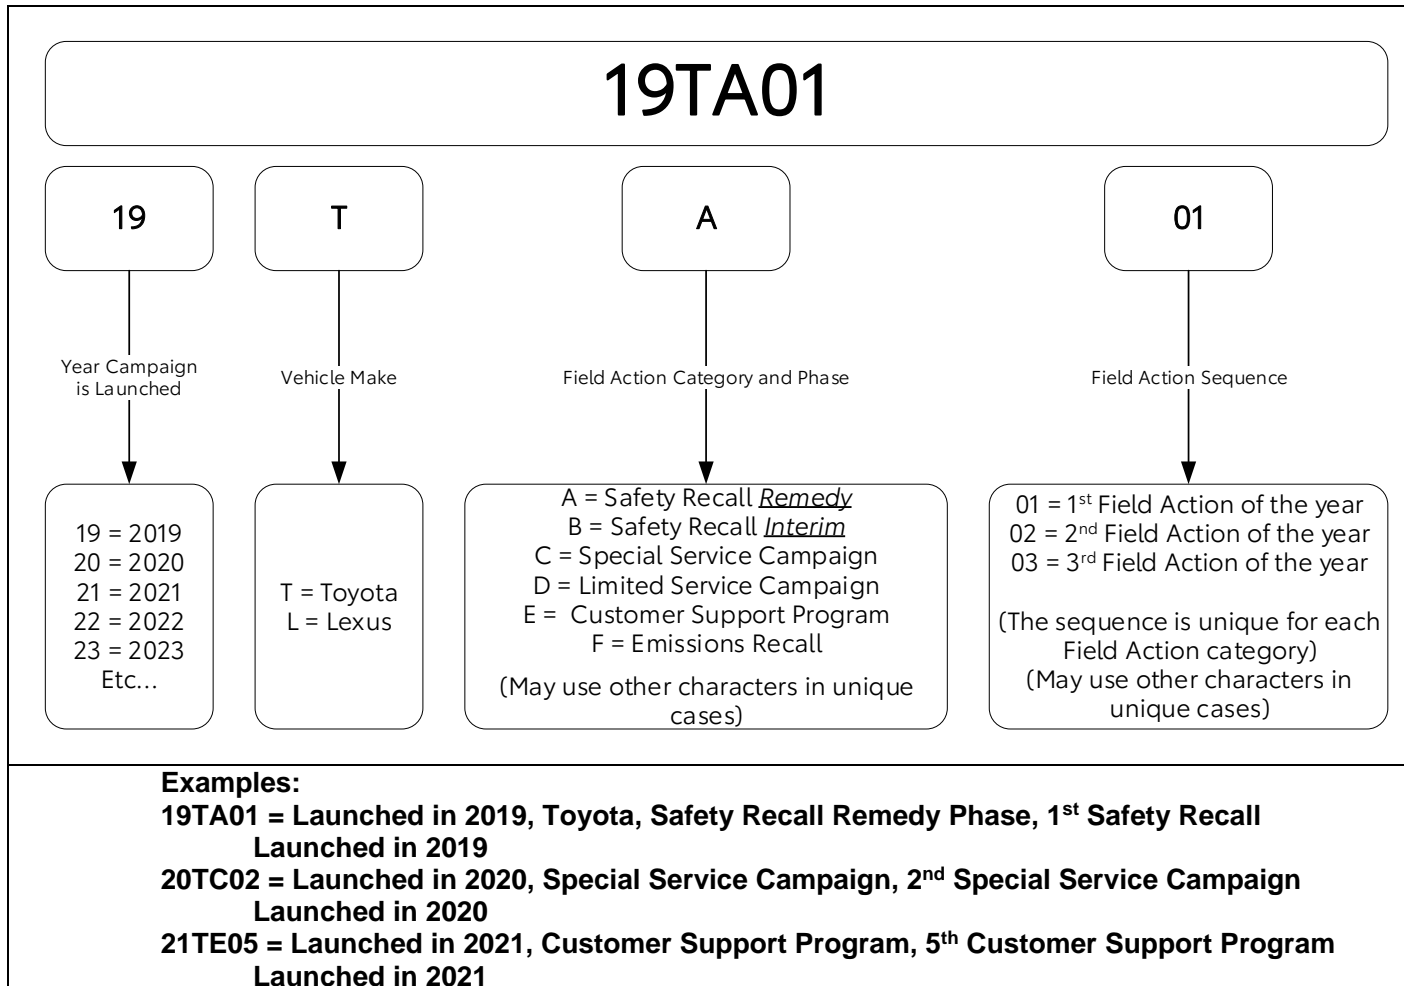 19TA01
19
T
A
01
Year Campaign
is Launched
Vehicle Make
Field Action Category and Phase
Field Action Sequence
19 = 2019
20 = 2020
21 = 2021
22 = 2022
23 = 2023
Etc...
T = Toyota
L = Lexus
A = Safety Recall Remedy
B = Safety Recall Interim
C = Special Service Campaign
D = Limited Service Campaign
E =  Customer Support Program
F = Emissions Recall
(May use other characters in unique
cases)
01 = 1st Field Action of the year
02 = 2nd Field Action of the year
03 = 3rd Field Action of the year
(The sequence is unique for each
Field Action category)
(May use other characters in
unique cases)
Examples:
19TA01 = Launched in 2019, Toyota, Safety Recall Remedy Phase, 1st Safety Recall
Launched in 2019
20TC02 = Launched in 2020, Special Service Campaign, 2nd Special Service Campaign
Launched in 2020
21TE05 = Launched in 2021, Customer Support Program, 5th Customer Support Program
Launched in 2021